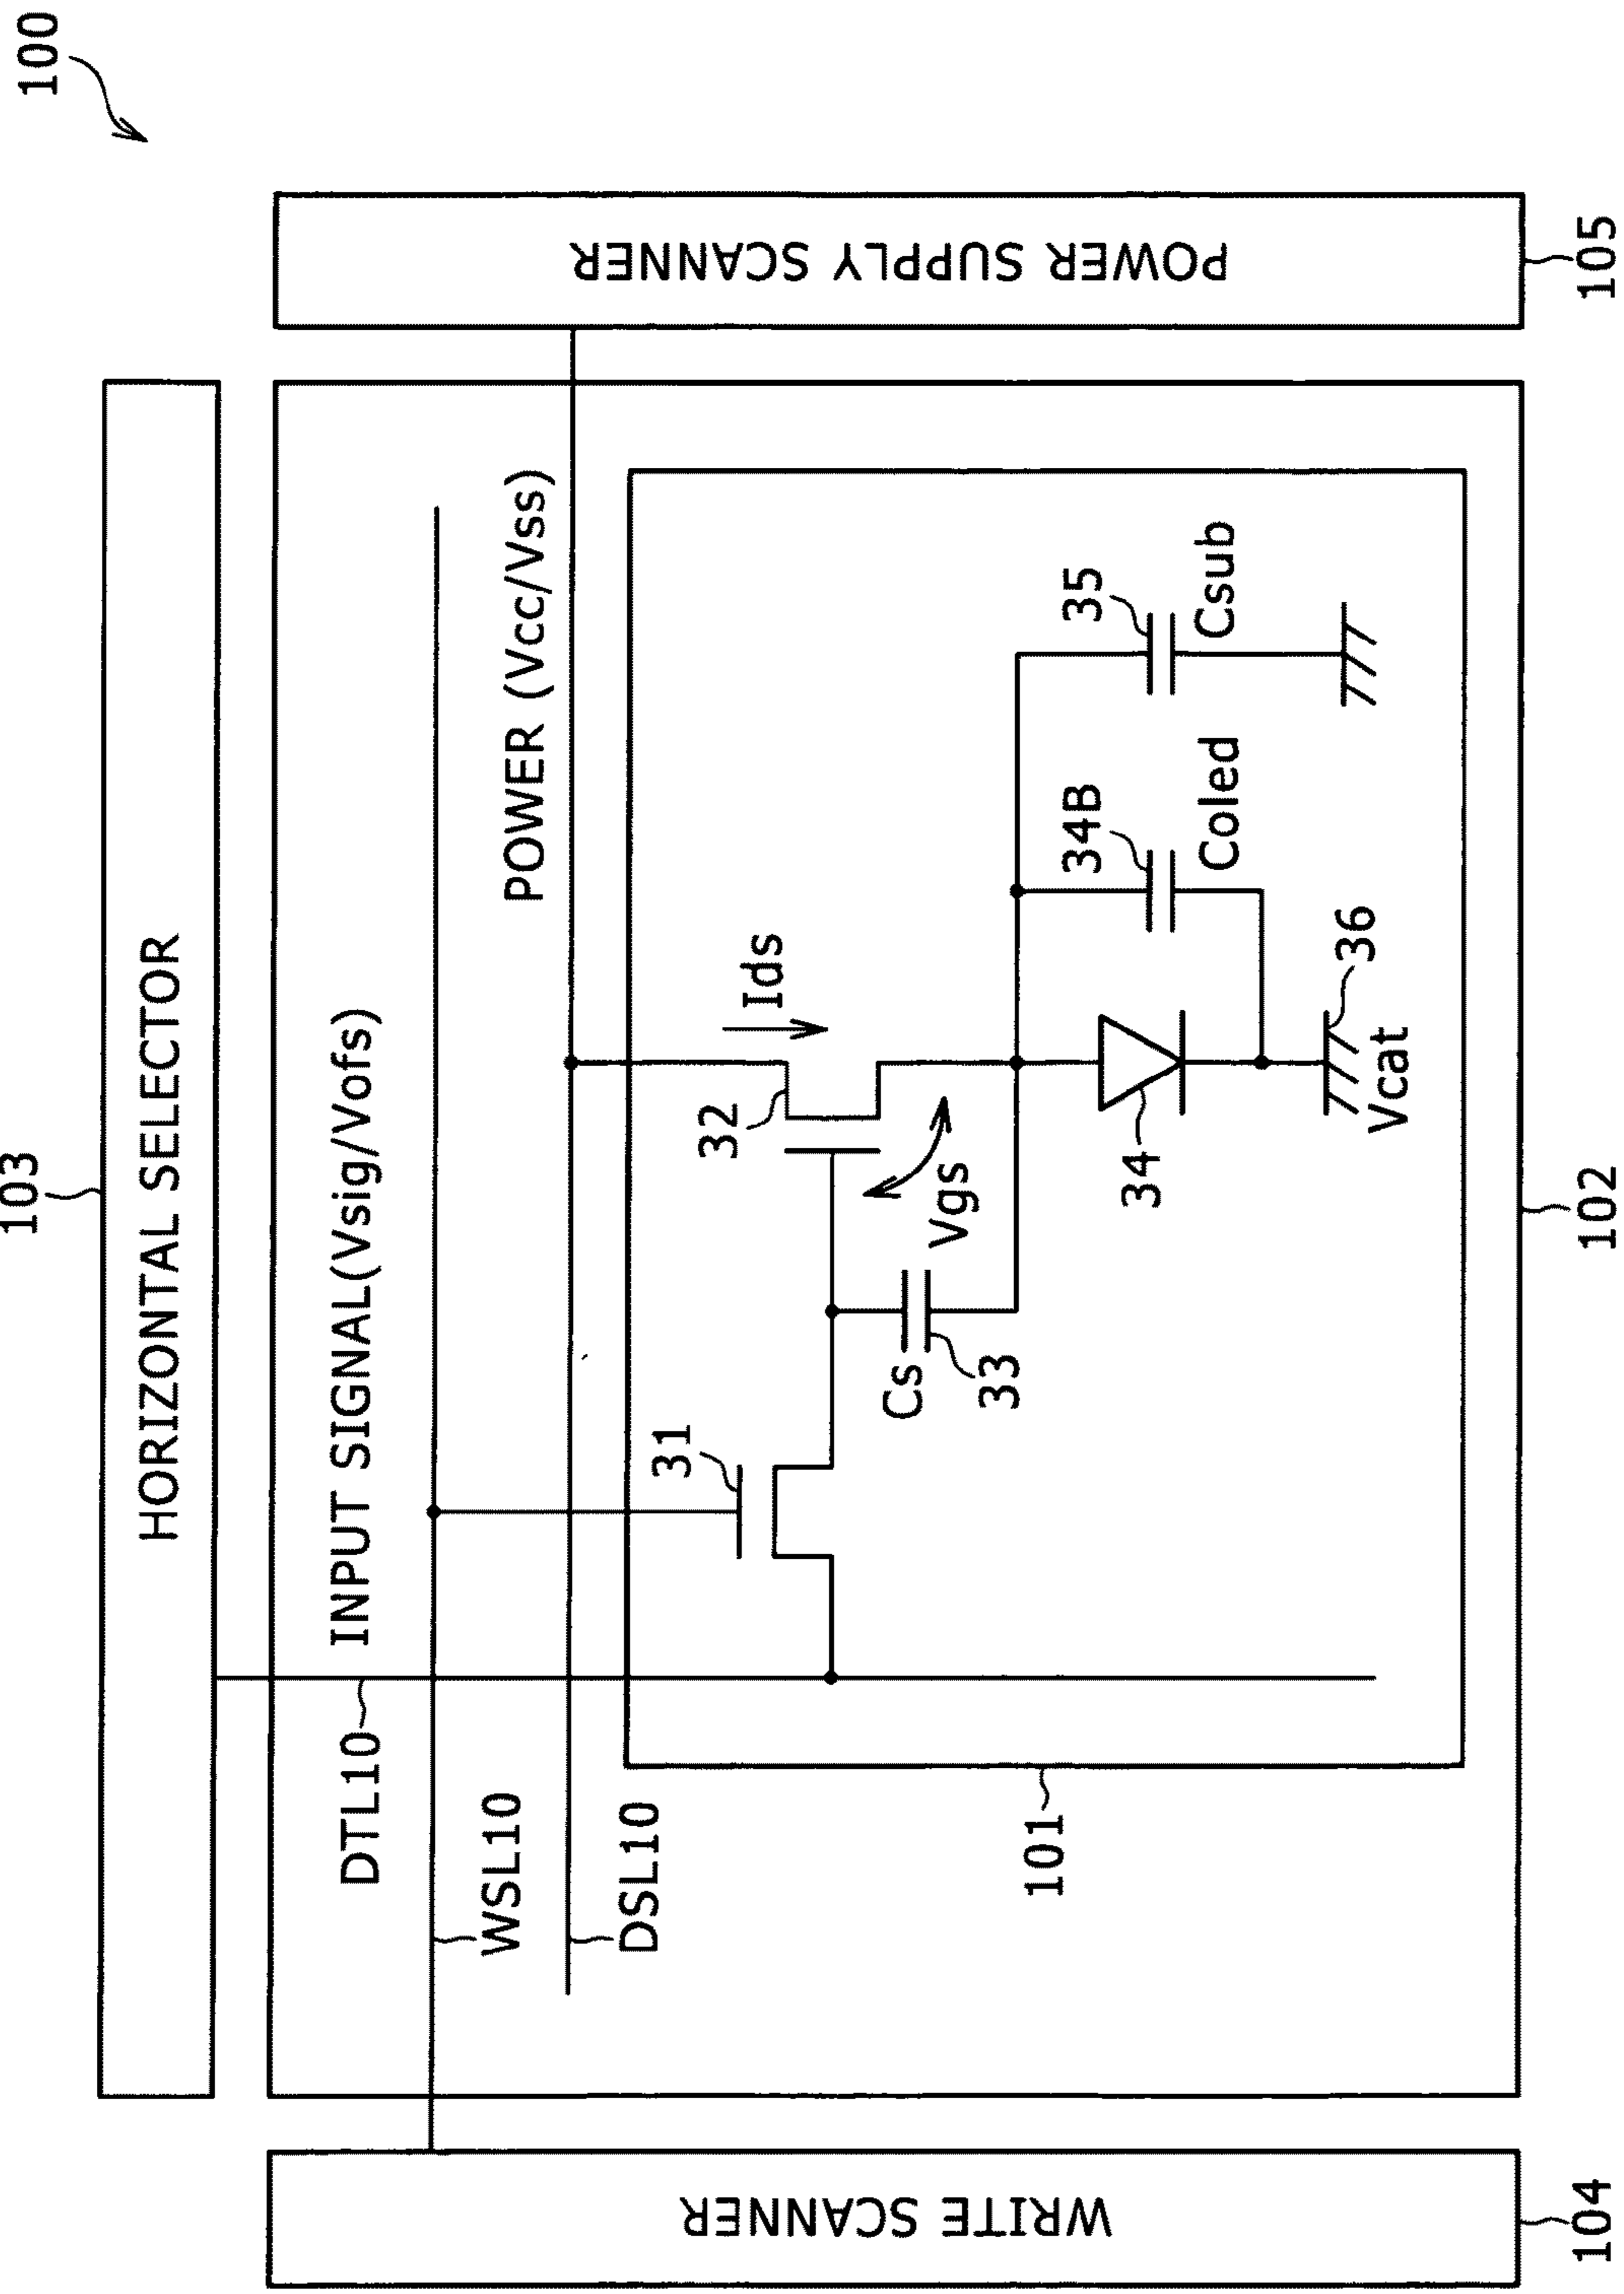 100
103
HORIZONTAL SELECTOR
INPUT SIGNAL(Vsig/Vofs)
DTL10
WSL10
POWER (Vcc/Vss)
DSL10
31
32
Ids
Vgs
Cs
33
34
34B
Coled
35
Csub
36
Vcat
101
WRITE SCANNER
104
102
POWER SUPPLY SCANNER
105